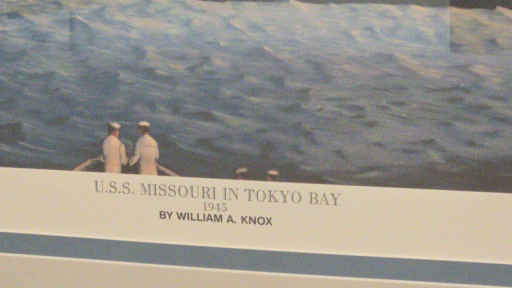 U.S.S. MISSOURI IN TOKYO BAY
1945
BY WILLIAM A. KNOX